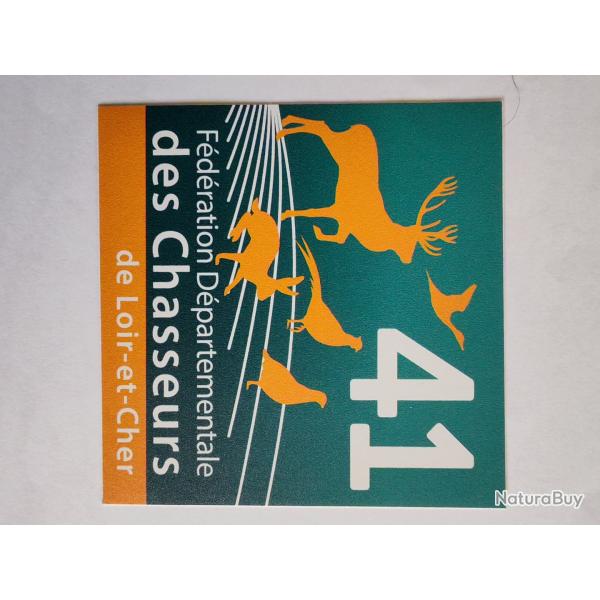 41
Fédération Départementale
des Chasseurs
de Loir-et-Cher
NaturaBuy